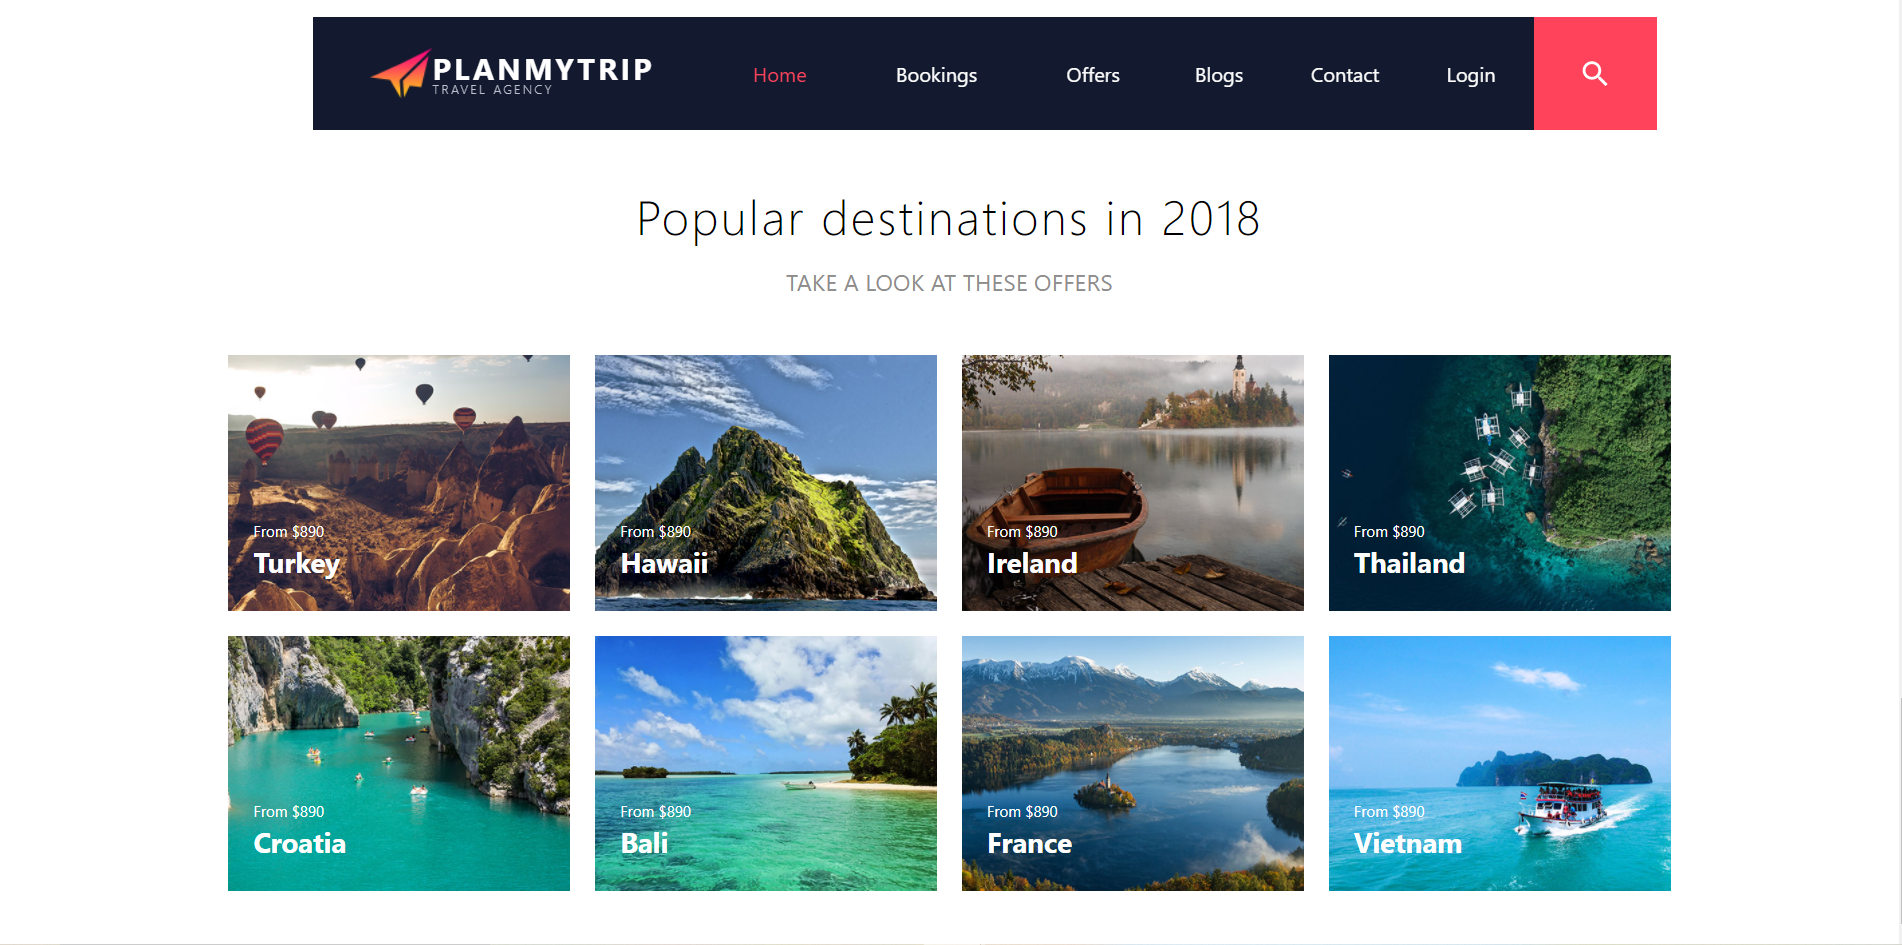 PLANMYTRIP
TRAVEL AGENCY
Home Bookings Offers Blogs Contact Login
Popular destinations in 2018
TAKE A LOOK AT THESE OFFERS
From $890
Turkey
From $890
Hawaii
From $890
Ireland
From $890
Thailand
From $890
Croatia
From $890
Bali
From $890
France
From $890
Vietnam